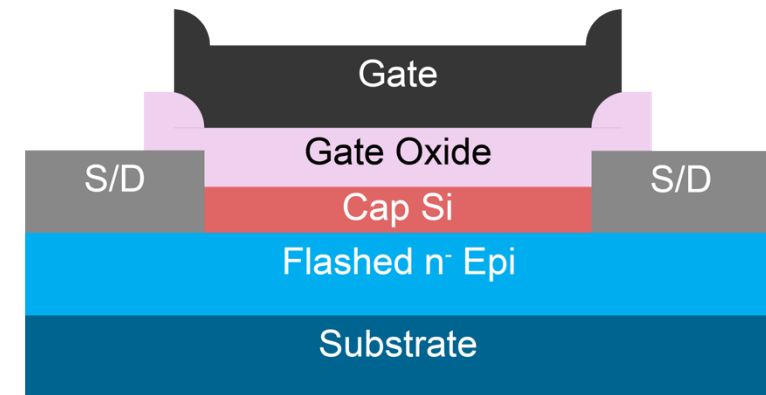 Gate
Gate Oxide
S/D
S/D
Cap Si
Flashed n⁻ Epi
Substrate